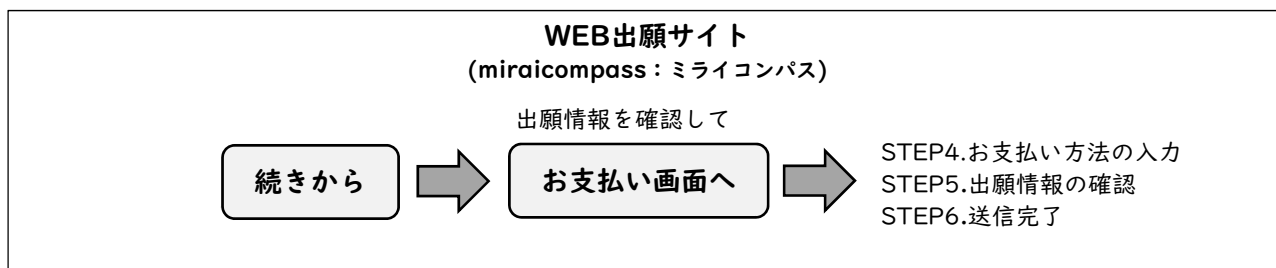 WEB出願サイト
(miraicompass：ミライコンパス)
出願情報を確認して
続きから
お支払い画面へ
STEP4.お支払い方法の入力
STEP5.出願情報の確認
STEP6.送信完了